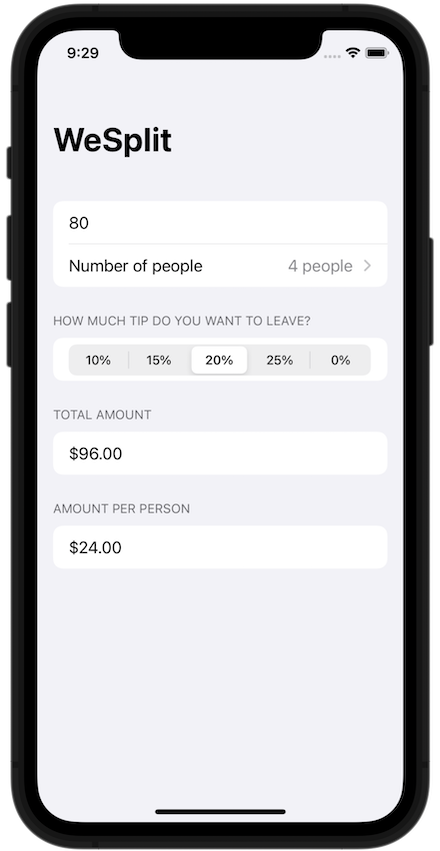 9:29
WeSplit
80
Number of people 4 people
HOW MUCH TIP DO YOU WANT TO LEAVE?
10% 15% 20% 25% 0%
TOTAL AMOUNT
$96.00
AMOUNT PER PERSON
$24.00